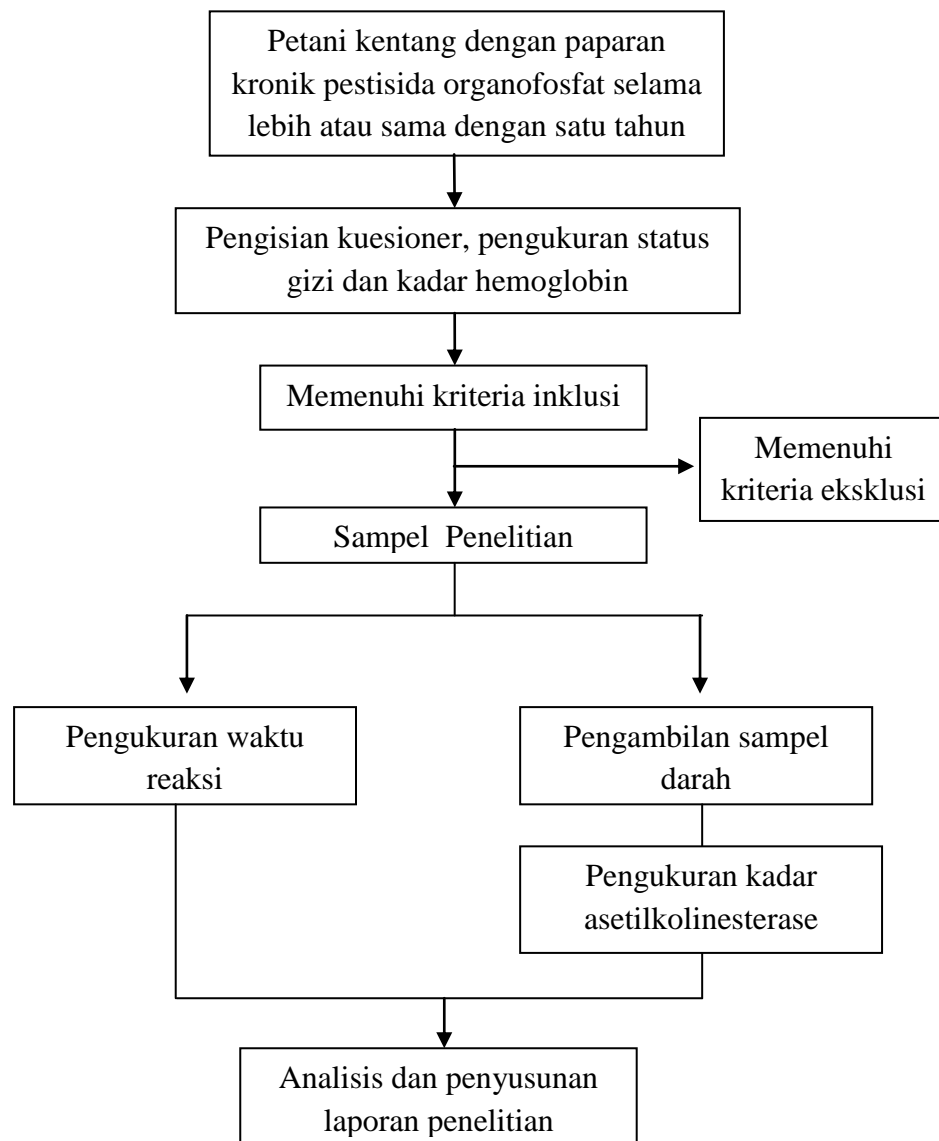 Petani kentang dengan paparan
kronik pestisida organofosfat selama
lebih atau sama dengan satu tahun
Pengisian kuesioner, pengukuran status
gizi dan kadar hemoglobin
Memenuhi kriteria inklusi
Memenuhi
kriteria eksklusi
Sampel Penelitian
Pengukuran waktu
reaksi
Pengambilan sampel
darah
Pengukuran kadar
asetilkolinesterase
Analisis dan penyusunan
laporan penelitian